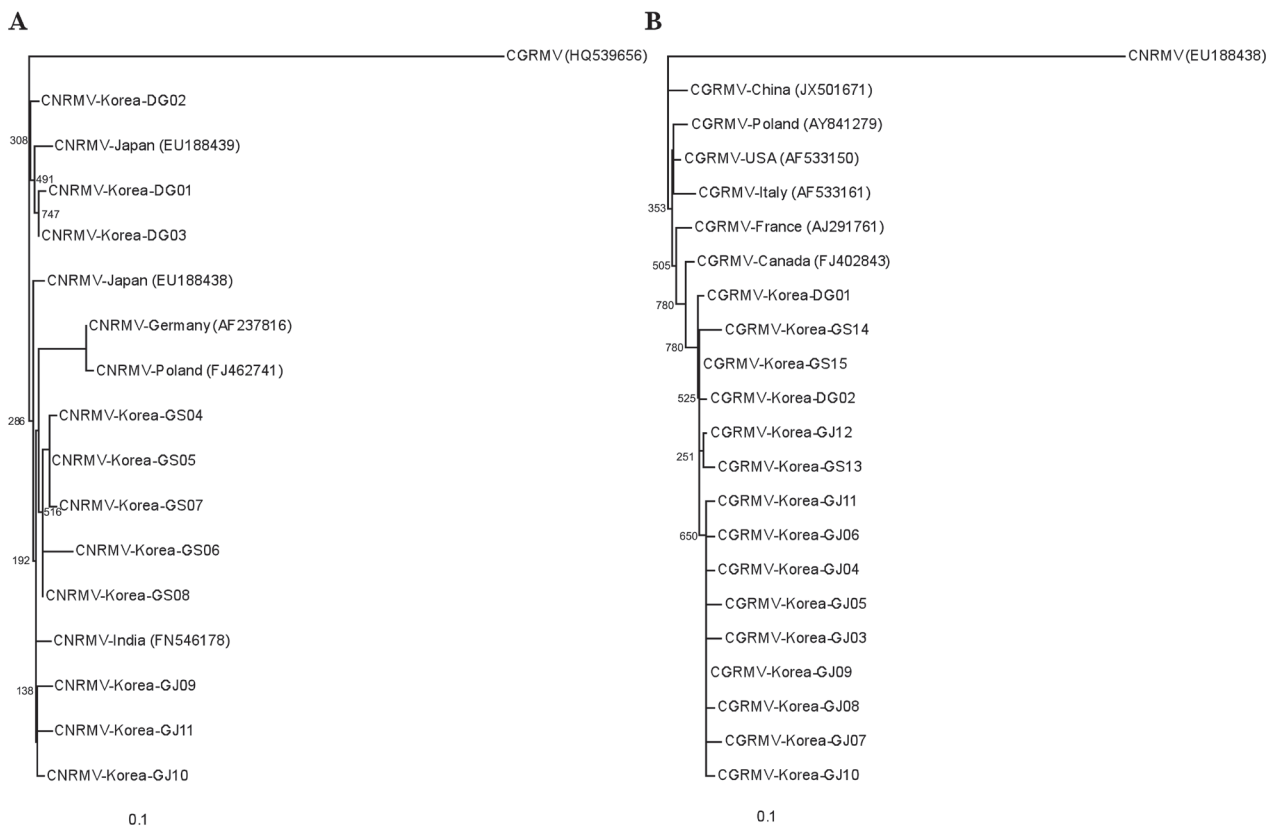 A
CGRMV (HQ539656)
CNRMV-Korea-DG02
308
CNRMV-Japan (EU188439)
491
CNRMV-Korea-DG01
747
CNRMV-Korea-DG03
CNRMV-Japan (EU188438)
CNRMV-Germany (AF237816)
CNRMV-Poland (FJ462741)
286
CNRMV-Korea-GS04
CNRMV-Korea-GS05
CNRMV-Korea-GS07
516
CNRMV-Korea-GS06
192
CNRMV-Korea-GS08
CNRMV-India (FN546178)
138
CNRMV-Korea-GJ09
CNRMV-Korea-GJ11
CNRMV-Korea-GJ10
0.1
B
CNRMV (EU188438)
CGRMV-China (JX501671)
CGRMV-Poland (AY841279)
CGRMV-USA (AF533150)
CGRMV-Italy (AF533161)
353
CGRMV-France (AJ291761)
505
CGRMV-Canada (FJ402843)
780
CGRMV-Korea-DG01
CGRMV-Korea-GS14
780
CGRMV-Korea-GS15
525
CGRMV-Korea-DG02
CGRMV-Korea-GJ12
251
CGRMV-Korea-GS13
CGRMV-Korea-GJ11
650
CGRMV-Korea-GJ06
CGRMV-Korea-GJ04
CGRMV-Korea-GJ05
CGRMV-Korea-GJ03
CGRMV-Korea-GJ09
CGRMV-Korea-GJ08
CGRMV-Korea-GJ07
CGRMV-Korea-GJ10
0.1